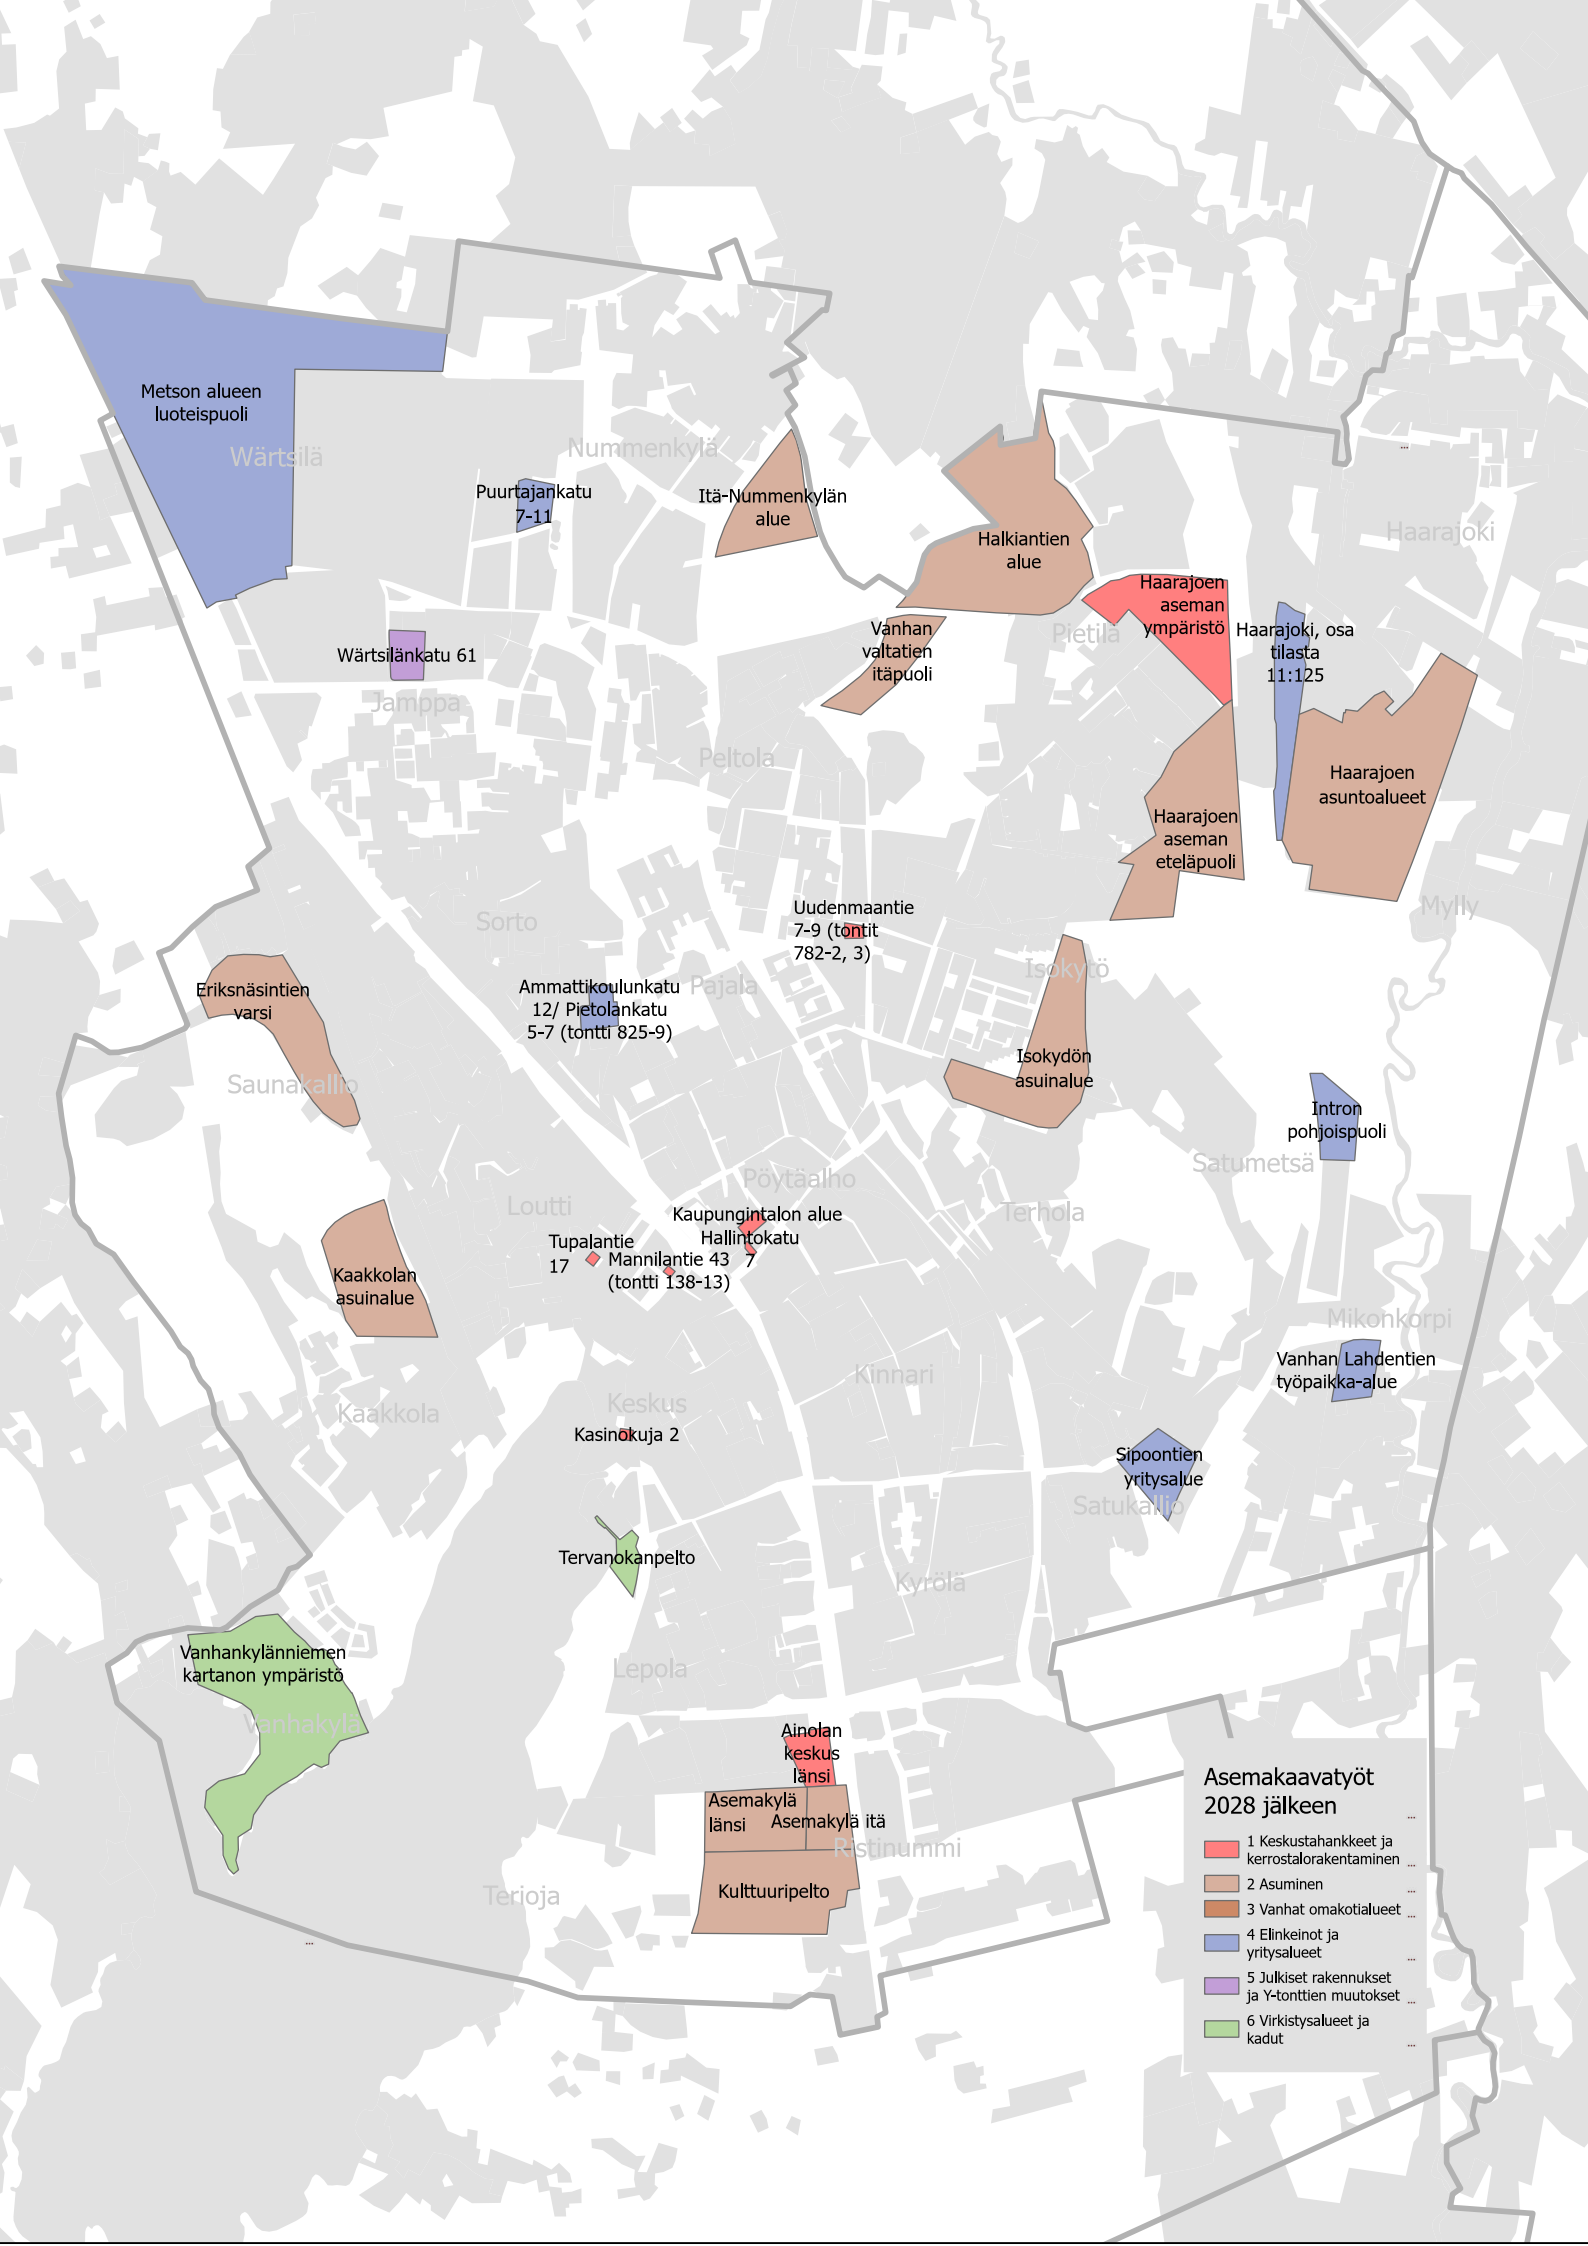 Metson alueen
luoteispuoli
Wärtsilä
Nummenkylä
Puurtajankatu
7-11
Itä-Nummenkylän
alue
Halkiantien
alue
Haarajoki
Haarajoen
aseman
ympäristö
Pietilä
Vanhan
valtatien
itäpuoli
Haarajoki, osa
tilasta
11:125
Wärtsilänkatu 61
Jamppa
Peltola
Haarajoen
asuntoalueet
Haarajoen
aseman
eteläpuoli
Mylly
Sorto
Uudenmaantie
7-9 (tontit
782-2, 3)
Isokytö
Pajala
Ammattikoulunkatu
12/ Pietolankatu
5-7 (tontti 825-9)
Eriksnäsintien
varsi
Saunakallio
Isokydön
asuinalue
Intron
pohjoispuoli
Satumetsä
Pöytäalho
Terhola
Loutti
Kaupungintalon alue
Hallintokatu
7
Tupalantie
17
Mannilantie 43
(tontti 138-13)
Kaakkolan
asuinalue
Mikonkorpi
Vanhan Lahdentien
työpaikka-alue
Kinnari
Keskus
Kaakkola
Kasinokuja 2
Sipoontien
yritysalue
Satukallio
Tervanokanpelto
Kyrölä
Vanhankylänniemen
kartanon ympäristö
Lepola
Vanhakylä
Ainolan
keskus
länsi
Asemakylä
länsi
Asemakylä itä
Ristinummi
Kulttuuripelto
Terioja
Asemakaavatyöt
2028 jälkeen
1 Keskustahankkeet ja
kerrostalorakentaminen
2 Asuminen
3 Vanhat omakotialueet
4 Elinkeinot ja
yritysalueet
5 Julkiset rakennukset
ja Y-tonttien muutokset
6 Virkistysalueet ja
kadut